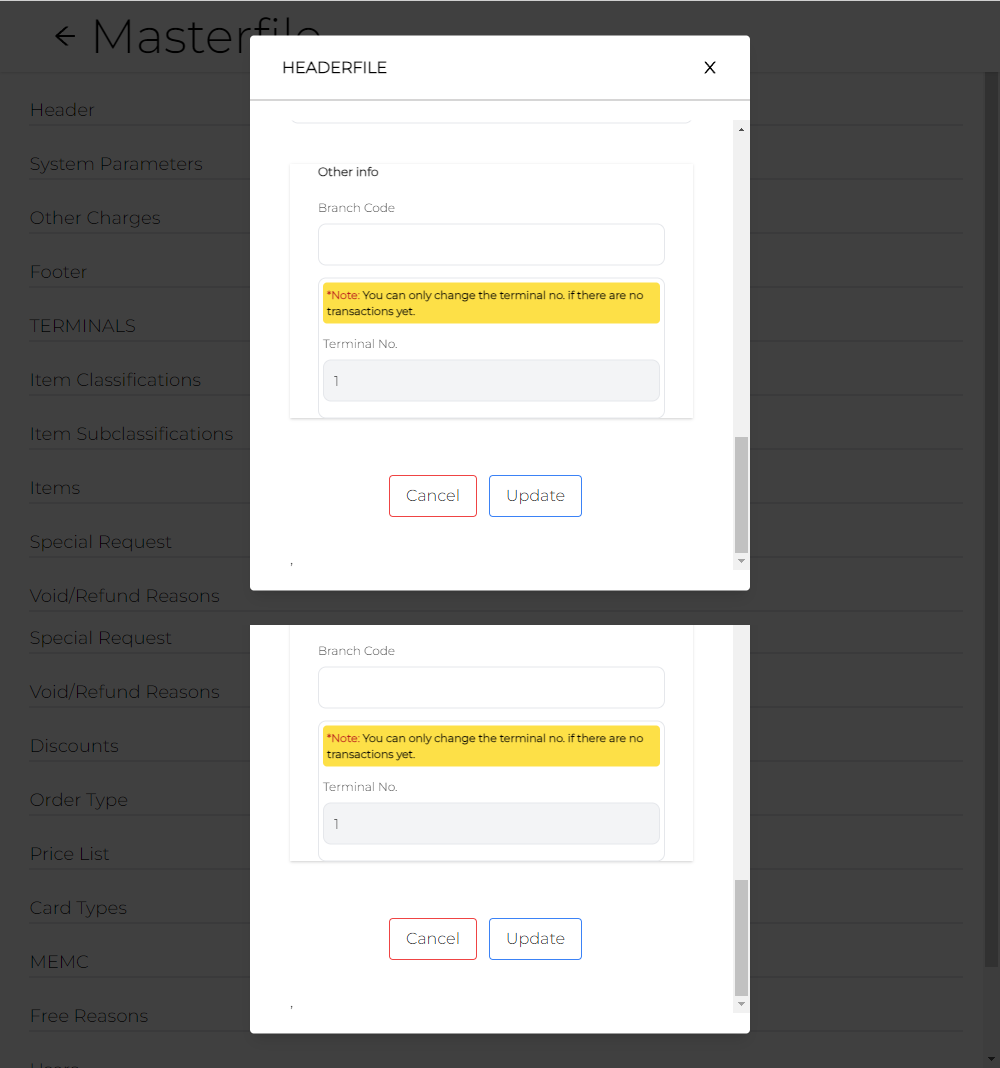 ← Masterfile
HEADERFILE
X
Header
System Parameters
Other Charges
Footer
TERMINALS
Item Classifications
Item Subclassifications
Items
Special Request
Void/Refund Reasons
Other info
Branch Code
*Note: You can only change the terminal no. if there are no
transactions yet.
Terminal No.
1
Cancel Update
,
Special Request
Void/Refund Reasons
Discounts
Order Type
Price List
Card Types
MEMC
Free Reasons
Users
Branch Code
*Note: You can only change the terminal no. if there are no
transactions yet.
Terminal No.
1
Cancel Update
,